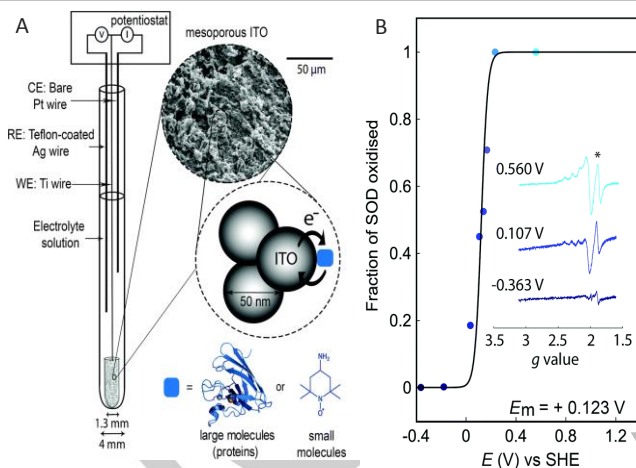 A
potentiostat
V
I
mesoporous ITO
50 µm
CE: Bare
Pt wire
RE: Teflon-coated
Ag wire
WE: Ti wire
Electrolyte
solution
e⁻
ITO
50 nm
1.3 mm
4 mm
=
or
NH₂
N
O•
large molecules
(proteins)
small
molecules
B
Fraction of SOD oxidised
1
0.8
0.6
0.4
0.2
0
0.560 V
*
0.107 V
-0.363 V
3.5 3 2.5 2 1.5
g value
Em = + 0.123 V
-0.4 0 0.4 0.8 1.2
E (V) vs SHE